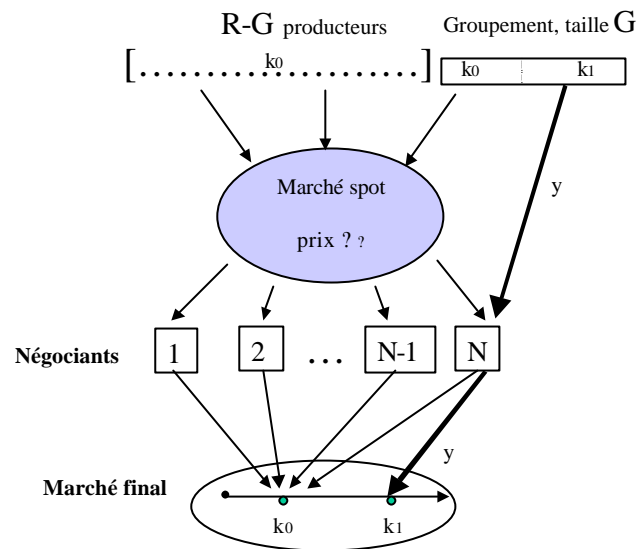 R-G producteurs
Groupement, taille G
[. . . . . . . . . . . . . . . . . . . . . . . . . . .]
k0
k0 k1
Marché spot
prix ? ?
y
Négociants
1 2 ... N-1 N
y
Marché final
k0 k1